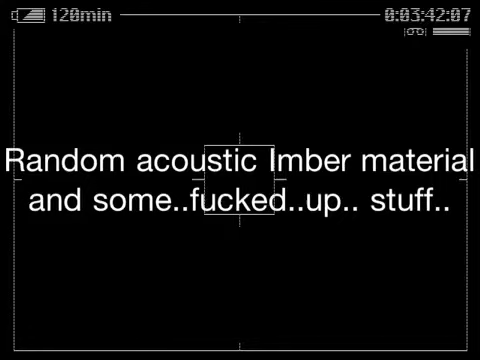 120min 0:03:42:07
Random acoustic Imber material
and some..fucked..up.. stuff..